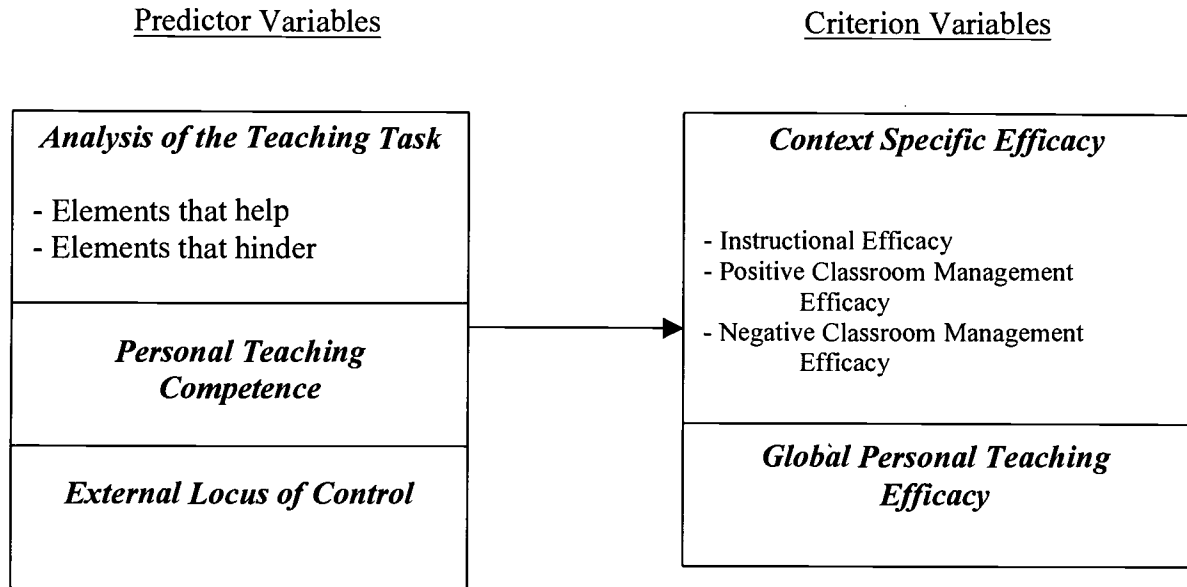 Predictor Variables
Analysis of the Teaching Task
- Elements that help
- Elements that hinder
Personal Teaching
Competence
External Locus of Control
Criterion Variables
Context Specific Efficacy
- Instructional Efficacy
- Positive Classroom Management
Efficacy
- Negative Classroom Management
Efficacy
Global Personal Teaching
Efficacy